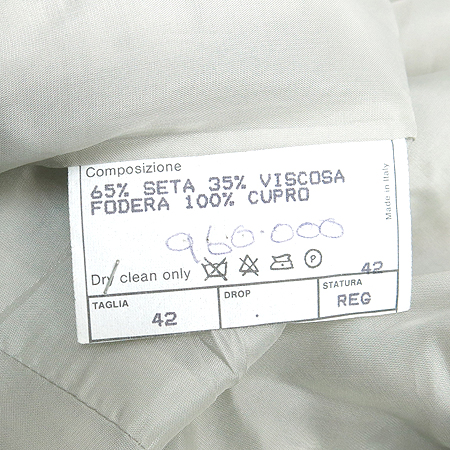 Composizione
65% SETA 35% VISCOSA
FODERA 100% CUPRO
Made in Italy
960.000
Dry clean only P
42
TAGLIA DROP STATURA
42 REG